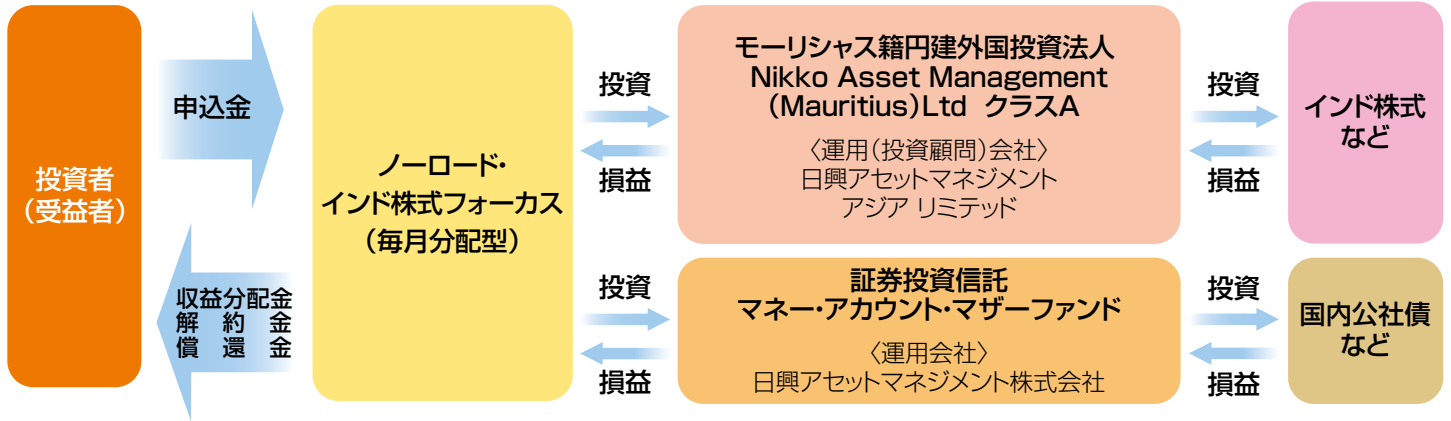 投資者
（受益者）
申込金
収益分配金
解約金
償還金
ノーロード・
インド株式フォーカス
（毎月分配型）
投資
損益
モーリシャス籍円建外国投資法人
Nikko Asset Management
（Mauritius）Ltd クラスA
〈運用（投資顧問）会社〉
日興アセットマネジメント
アジア リミテッド
投資
損益
インド株式
など
投資
損益
証券投資信託
マネー・アカウント・マザーファンド
〈運用会社〉
日興アセットマネジメント株式会社
投資
損益
国内公社債
など